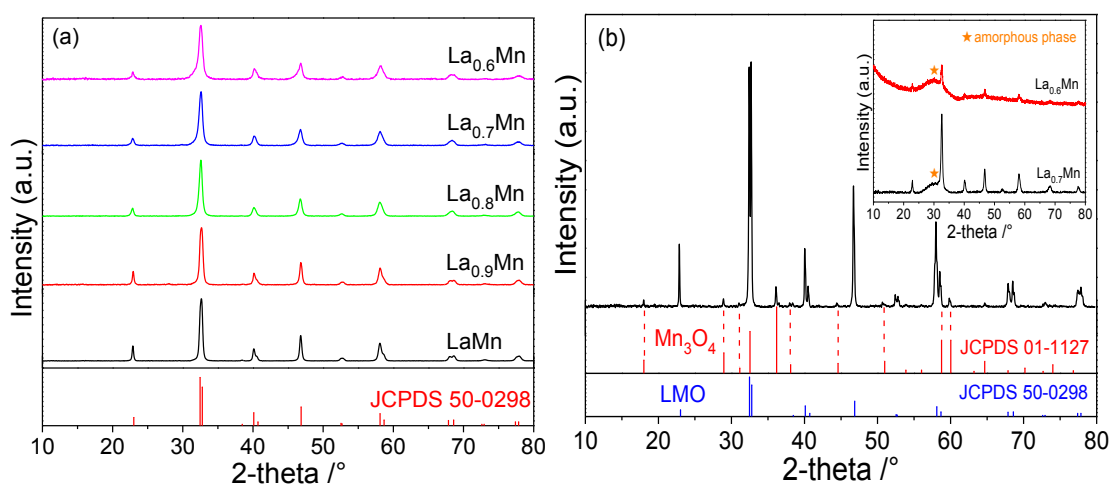 (a)
La0.6Mn
La0.7Mn
La0.8Mn
La0.9Mn
LaMn
JCPDS 50-0298
Intensity (a.u.)
10 20 30 40 50 60 70 80
2-theta /°
(b)
★ amorphous phase
★
La0.6Mn
★
La0.7Mn
Intensity (a.u.)
10 20 30 40 50 60 70 80
2-theta /°
Mn3O4
JCPDS 01-1127
LMO
JCPDS 50-0298
Intensity (a.u.)
10 20 30 40 50 60 70 80
2-theta /°